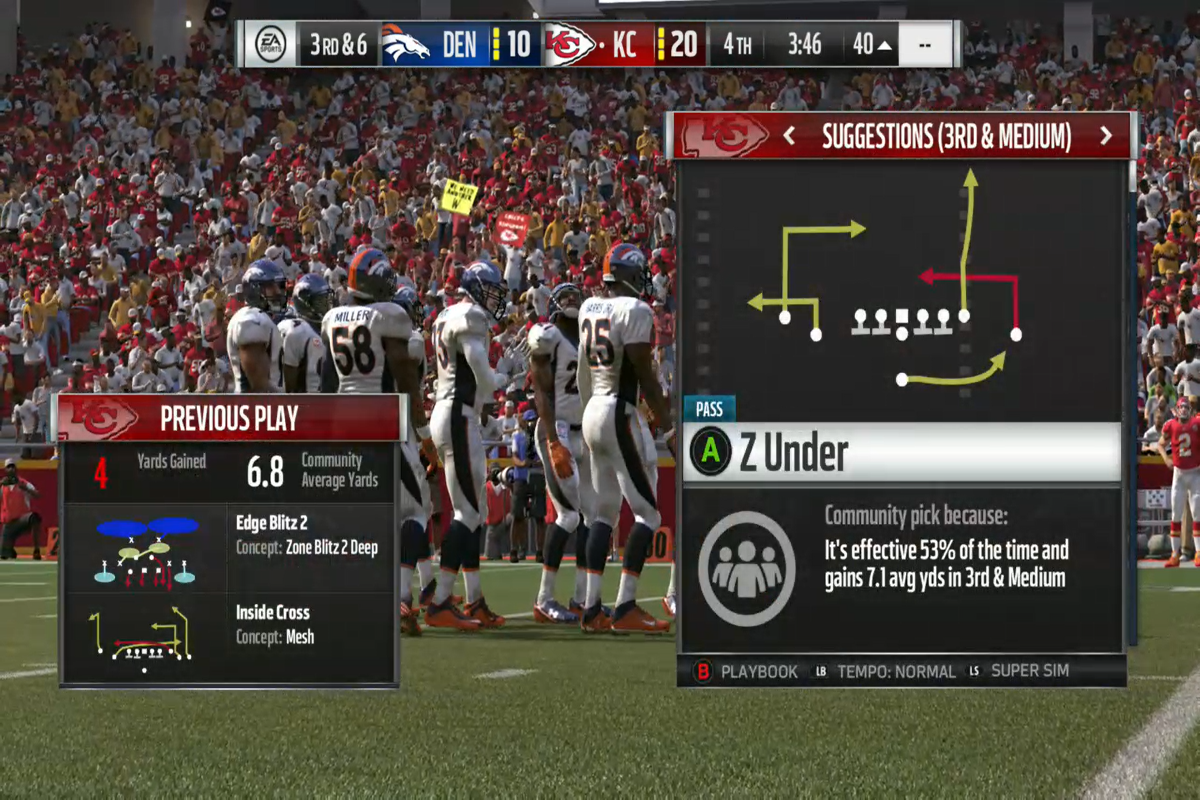 EA SPORTS 3RD & 6 DEN 10 KC 20 4TH 3:46 40 --
SUGGESTIONS (3RD & MEDIUM)
MILLER
58
25
PASS
A Z Under
Community pick because:
It's effective 53% of the time and
gains 7.1 avg yds in 3rd & Medium
B PLAYBOOK LB TEMPO: NORMAL LS SUPER SIM
KC PREVIOUS PLAY
4 Yards Gained 6.8 Community
Average Yards
Edge Blitz 2
Concept: Zone Blitz 2 Deep
Inside Cross
Concept: Mesh